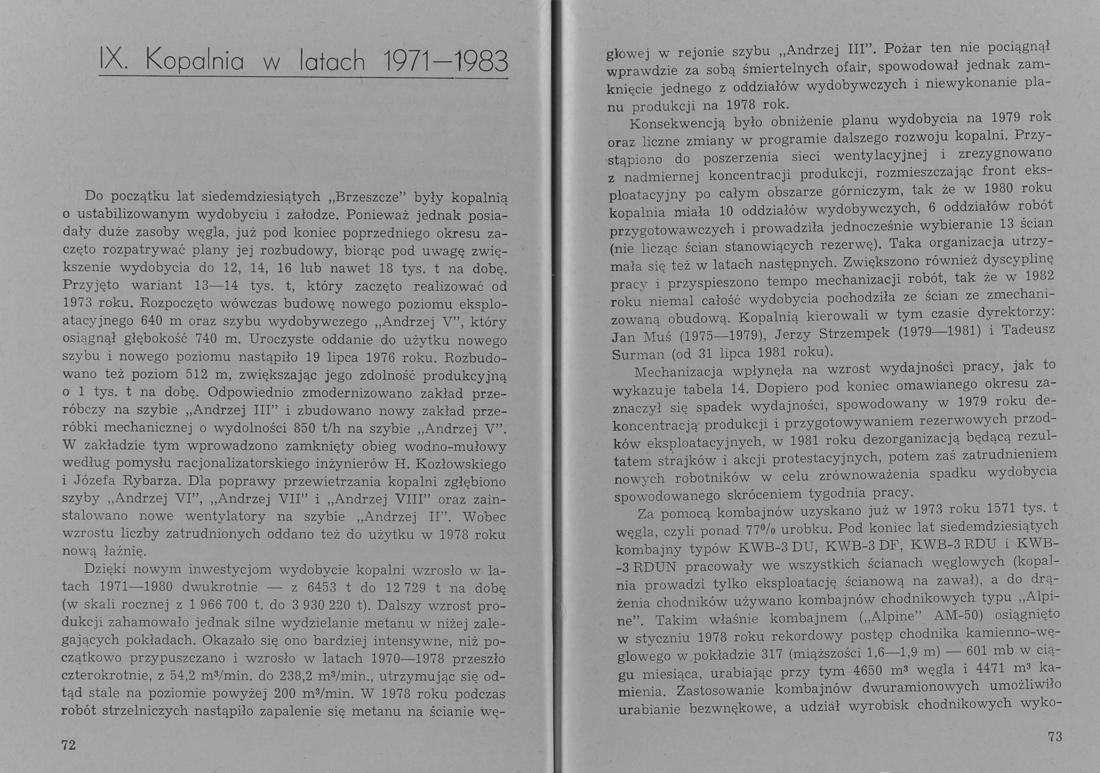 IX. Kopalnia w latach 1971—1983
Do początku lat siedemdziesiątych „Brzeszcze” były kopalnią
o ustabilizowanym wydobyciu i załodze. Ponieważ jednak posia-
dały duże zasoby węgla, już pod koniec poprzedniego okresu za-
częto rozpatrywać plany jej rozbudowy, biorąc pod uwagę zwię-
kszenie wydobycia do 12, 14, 16 lub nawet 18 tys. t na dobę.
Przyjęto wariant 13—14 tys. t, który zaczęto realizować od
1973 roku. Rozpoczęto wówczas budowę nowego poziomu eksplo-
atacyjnego 640 m oraz szybu wydobywczego „Andrzej V”, który
osiągnął głębokość 740 m. Uroczyste oddanie do użytku nowego
szybu i nowego poziomu nastąpiło 19 lipca 1976 roku. Rozbudo-
wano też poziom 512 m, zwiększając jego zdolność produkcyjną
o 1 tys. t na dobę. Odpowiednio zmodernizowano zakład prze-
róbczy na szybie „Andrzej III” i zbudowano nowy zakład prze-
róbki mechanicznej o wydolności 850 t/h na szybie „Andrzej V”.
W zakładzie tym wprowadzono zamknięty obieg wodno-mułowy
według pomysłu racjonalizatorskiego inżynierów H. Kozłowskiego
i Józefa Rybarza. Dla poprawy przewietrzania kopalni zgłębiono
szyby „Andrzej VI”, „Andrzej VII” i „Andrzej VIII” oraz zain-
stalowano nowe wentylatory na szybie „Andrzej II”. Wobec
wzrostu liczby zatrudnionych oddano też do użytku w 1978 roku
nową łaźnię.
Dzięki nowym inwestycjom wydobycie kopalni wzrosło w la-
tach 1971—1980 dwukrotnie — z 6453 t do 12 729 t na dobę
(w skali rocznej z 1 966 700 t. do 3 930 220 t). Dalszy wzrost pro-
dukcji zahamowało jednak silne wydzielanie metanu w niżej zale-
gających pokładach. Okazało się ono bardziej intensywne, niż po-
czątkowo przypuszczano i wzrosło w latach 1970—1978 przeszło
czterokrotnie, z 54,2 m³/min. do 238,2 m³/min., utrzymując się od-
tąd stale na poziomie powyżej 200 m³/min. W 1978 roku podczas
robót strzelniczych nastąpiło zapalenie się metanu na ścianie wę-
72
głowej w rejonie szybu „Andrzej III”. Pożar ten nie pociągnął
wprawdzie za sobą śmiertelnych ofair, spowodował jednak zam-
knięcie jednego z oddziałów wydobywczych i niewykonanie pla-
nu produkcji na 1978 rok.
Konsekwencją było obniżenie planu wydobycia na 1979 rok
oraz liczne zmiany w programie dalszego rozwoju kopalni. Przy-
stąpiono do poszerzenia sieci wentylacyjnej i zrezygnowano
z nadmiernej koncentracji produkcji, rozmieszczając front eks-
ploatacyjny po całym obszarze górniczym, tak że w 1980 roku
kopalnia miała 10 oddziałów wydobywczych, 6 oddziałów robót
przygotowawczych i prowadziła jednocześnie wybieranie 13 ścian
(nie licząc ścian stanowiących rezerwę). Taka organizacja utrzy-
mała się też w latach następnych. Zwiększono również dyscyplinę
pracy i przyspieszono tempo mechanizacji robót, tak że w 1982
roku niemal całość wydobycia pochodziła ze ścian ze zmechani-
zowaną obudową. Kopalnią kierowali w tym czasie dyrektorzy:
Jan Muś (1975—1979), Jerzy Strzempek (1979—1981) i Tadeusz
Surman (od 31 lipca 1981 roku).
Mechanizacja wpłynęła na wzrost wydajności pracy, jak to
wykazuje tabela 14. Dopiero pod koniec omawianego okresu za-
znaczył się spadek wydajności, spowodowany w 1979 roku de-
koncentracją produkcji i przygotowywaniem rezerwowych przod-
ków eksploatacyjnych, w 1981 roku dezorganizacją będącą rezul-
tatem strajków i akcji protestacyjnych, potem zaś zatrudnieniem
nowych robotników w celu zrównoważenia spadku wydobycia
spowodowanego skróceniem tygodnia pracy.
Za pomocą kombajnów uzyskano już w 1973 roku 1571 tys. t
węgla, czyli ponad 77% urobku. Pod koniec lat siedemdziesiątych
kombajny typów KWB-3 DU, KWB-3 DF, KWB-3 RDU i KWB-
-3 RDUN pracowały we wszystkich ścianach węglowych (kopal-
nia prowadzi tylko eksploatację ścianową na zawał), a do drą-
żenia chodników używano kombajnów chodnikowych typu „Alpi-
ne”. Takim właśnie kombajnem („Alpine” AM-50) osiągnięto
w styczniu 1978 roku rekordowy postęp chodnika kamienno-wę-
glowego w pokładzie 317 (miąższości 1,6—1,9 m) — 601 mb w cią-
gu miesiąca, urabiając przy tym 4650 m³ węgla i 4471 m³ ka-
mienia. Zastosowanie kombajnów dwuramionowych umożliwiło
urabianie bezwnękowe, a udział wyrobisk chodnikowych wyko-
73